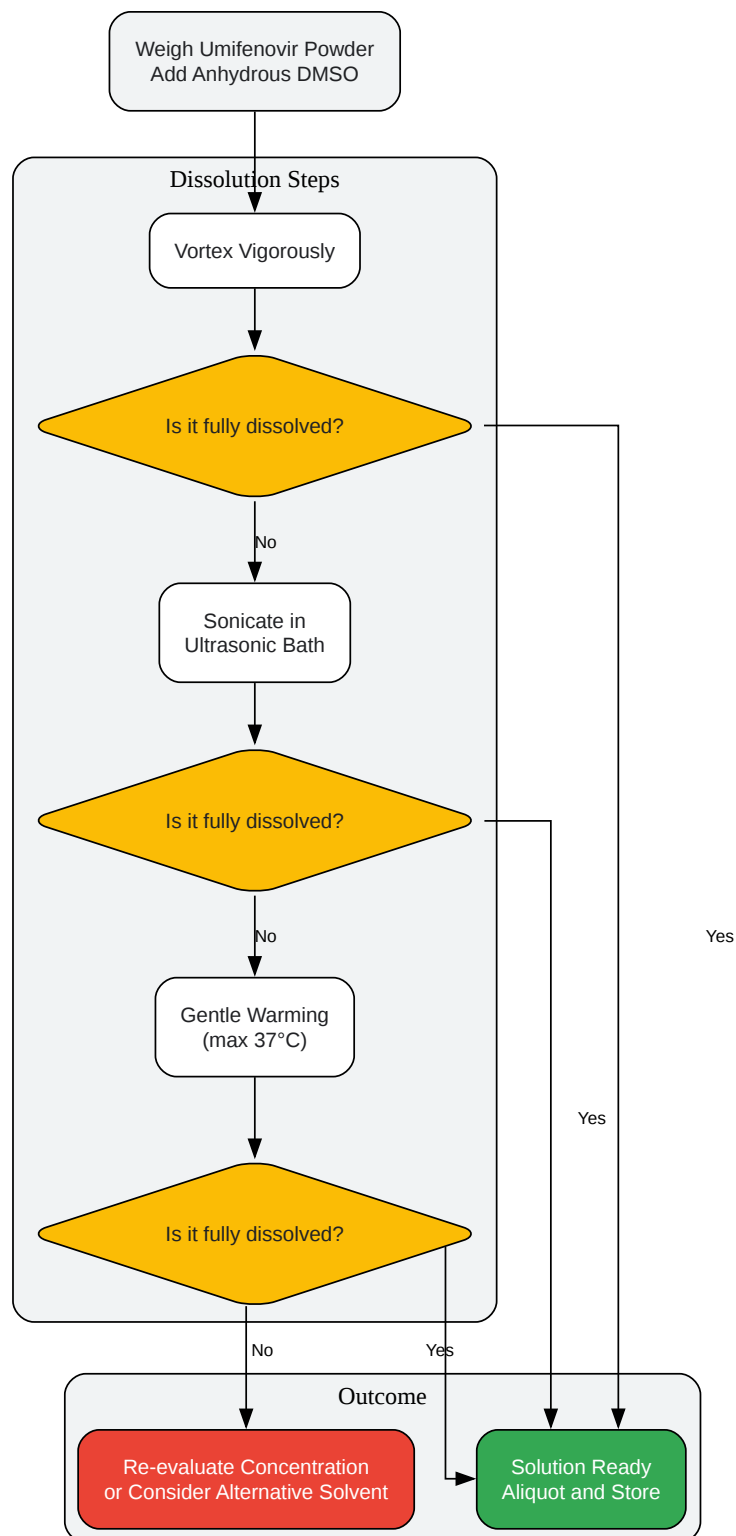 Weigh Umifenovir Powder
Add Anhydrous DMSO
Dissolution Steps
Vortex Vigorously
Is it fully dissolved?
No
Sonicate in
Ultrasonic Bath
Is it fully dissolved?
No
Yes
Gentle Warming
(max 37°C)
Yes
Is it fully dissolved?
No
Yes
Outcome
Re-evaluate Concentration
or Consider Alternative Solvent
Solution Ready
Aliquot and Store